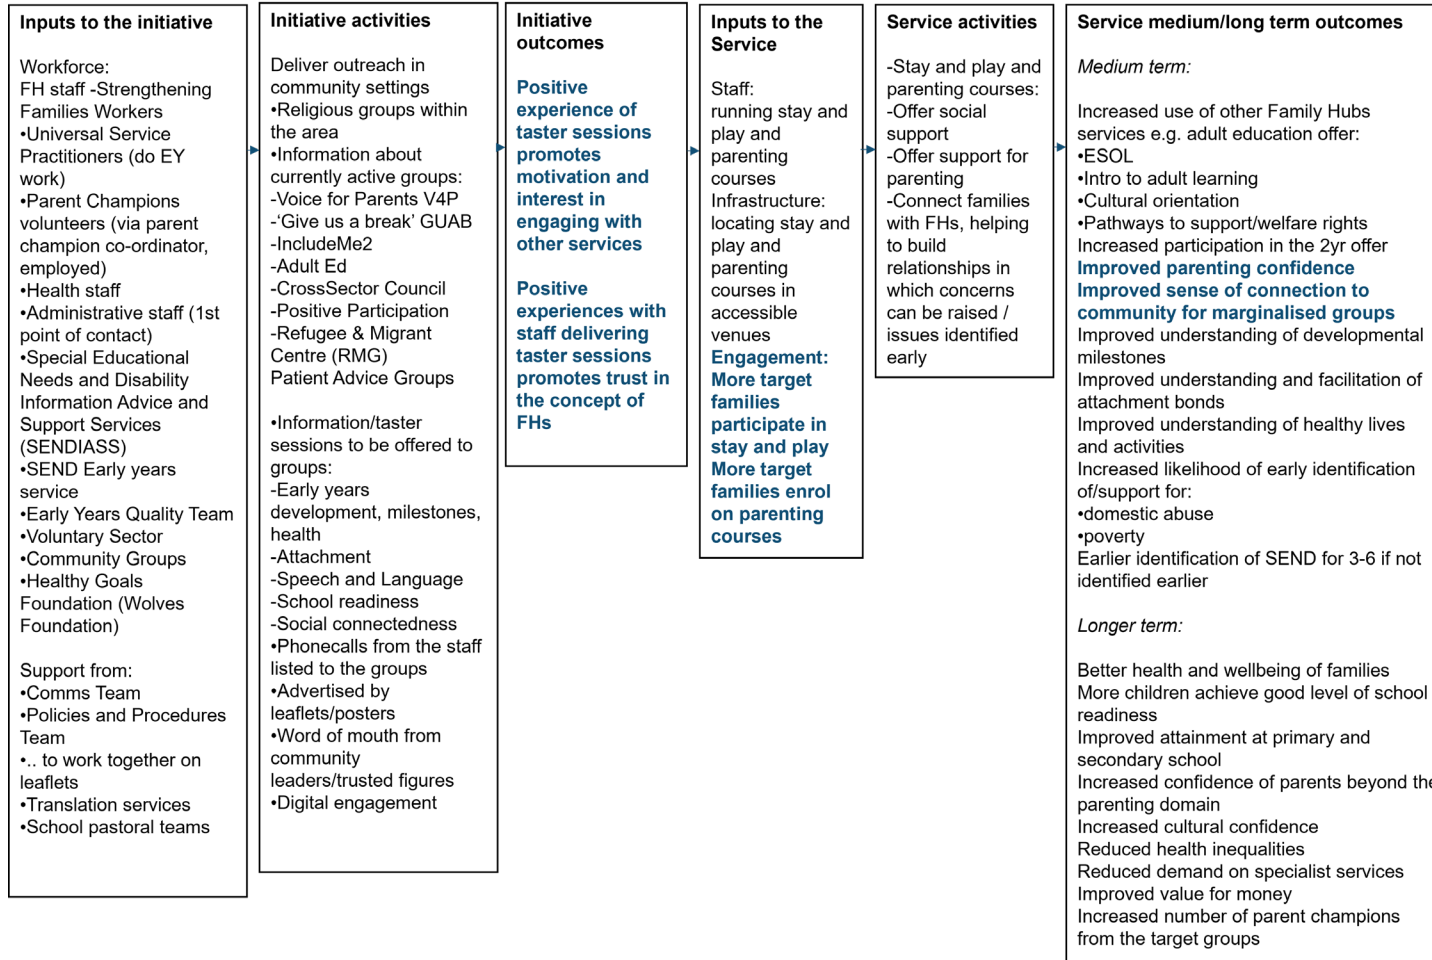 Inputs to the initiative
Workforce:
FH staff -Strengthening
Families Workers
•Universal Service
Practitioners (do EY
work)
•Parent Champions
volunteers (via parent
champion co-ordinator,
employed)
•Health staff
•Administrative staff (1st
point of contact)
•Special Educational
Needs and Disability
Information Advice and
Support Services
(SENDIASS)
•SEND Early years
service
•Early Years Quality Team
•Voluntary Sector
•Community Groups
•Healthy Goals
Foundation (Wolves
Foundation)
Support from:
•Comms Team
•Policies and Procedures
Team
•.. to work together on
leaflets
•Translation services
•School pastoral teams
Initiative activities
Deliver outreach in
community settings
•Religious groups within
the area
•Information about
currently active groups:
-Voice for Parents V4P
-‘Give us a break’ GUAB
-IncludeMe2
-Adult Ed
-CrossSector Council
-Positive Participation
-Refugee & Migrant
Centre (RMG)
Patient Advice Groups
•Information/taster
sessions to be offered to
groups:
-Early years
development, milestones,
health
-Attachment
-Speech and Language
-School readiness
-Social connectedness
•Phonecalls from the staff
listed to the groups
•Advertised by
leaflets/posters
•Word of mouth from
community
leaders/trusted figures
•Digital engagement
Initiative
outcomes
Positive
experience of
taster sessions
promotes
motivation and
interest in
engaging with
other services
Positive
experiences with
staff delivering
taster sessions
promotes trust in
the concept of
FHs
Inputs to the
Service
Staff:
running stay and
play and
parenting
courses
Infrastructure:
locating stay and
play and
parenting
courses in
accessible
venues
Engagement:
More target
families
participate in
stay and play
More target
families enrol
on parenting
courses
Service activities
-Stay and play and
parenting courses:
-Offer social
support
-Offer support for
parenting
-Connect families
with FHs, helping
to build
relationships in
which concerns
can be raised /
issues identified
early
Service medium/long term outcomes
Medium term:
Increased use of other Family Hubs
services e.g. adult education offer:
•ESOL
•Intro to adult learning
•Cultural orientation
•Pathways to support/welfare rights
Increased participation in the 2yr offer
Improved parenting confidence
Improved sense of connection to
community for marginalised groups
Improved understanding of developmental
milestones
Improved understanding and facilitation of
attachment bonds
Improved understanding of healthy lives
and activities
Increased likelihood of early identification
of/support for:
•domestic abuse
•poverty
Earlier identification of SEND for 3-6 if not
identified earlier
Longer term:
Better health and wellbeing of families
More children achieve good level of school
readiness
Improved attainment at primary and
secondary school
Increased confidence of parents beyond the
parenting domain
Increased cultural confidence
Reduced health inequalities
Reduced demand on specialist services
Improved value for money
Increased number of parent champions
from the target groups